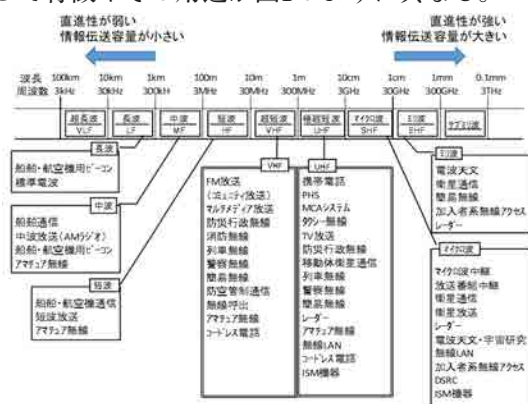 直進性が弱い
情報伝送容量が小さい
直進性が強い
情報伝送容量が大きい
波長 100km 10km 1km 100m 10m 1m 10cm 1cm 1mm 0.1mm
周波数 3kHz 30kHz 300kH 3MHz 30MHz 300MHz 3GHz 30GHz 300GHz 3THz
超長波 長波 中波 短波 超短波 極超短波 マイクロ波 ミリ波 サブミリ波
VLF LF MF HF VHF UHF SHF EHF
長波
船舶・航空機用ビーコン
標準電波
中波
船舶通信
中波放送(AMラジオ)
船舶・航空機用ビーコン
アマチュア無線
短波
船舶・航空機通信
短波放送
アマチュア無線
VHF
FM放送
(コミュニティ放送)
マルチメディア放送
防災行政無線
消防無線
列車無線
警察無線
簡易無線
防空管制通信
無線呼出
アマチュア無線
コードレス電話
UHF
携帯電話
PHS
MCAシステム
タクシー無線
TV放送
防災行政無線
移動体衛星通信
列車無線
警察無線
簡易無線
レーダー
アマチュア無線
無線LAN
コードレス電話
ISM機器
ミリ波
電波天文
衛星通信
簡易無線
加入者系無線アクセス
レーダー
マイクロ波
マイクロ波中継
放送番組中継
衛星通信
衛星放送
レーダー
電波天文・宇宙研究
無線LAN
加入者系無線アクセス
DSRC
ISM機器